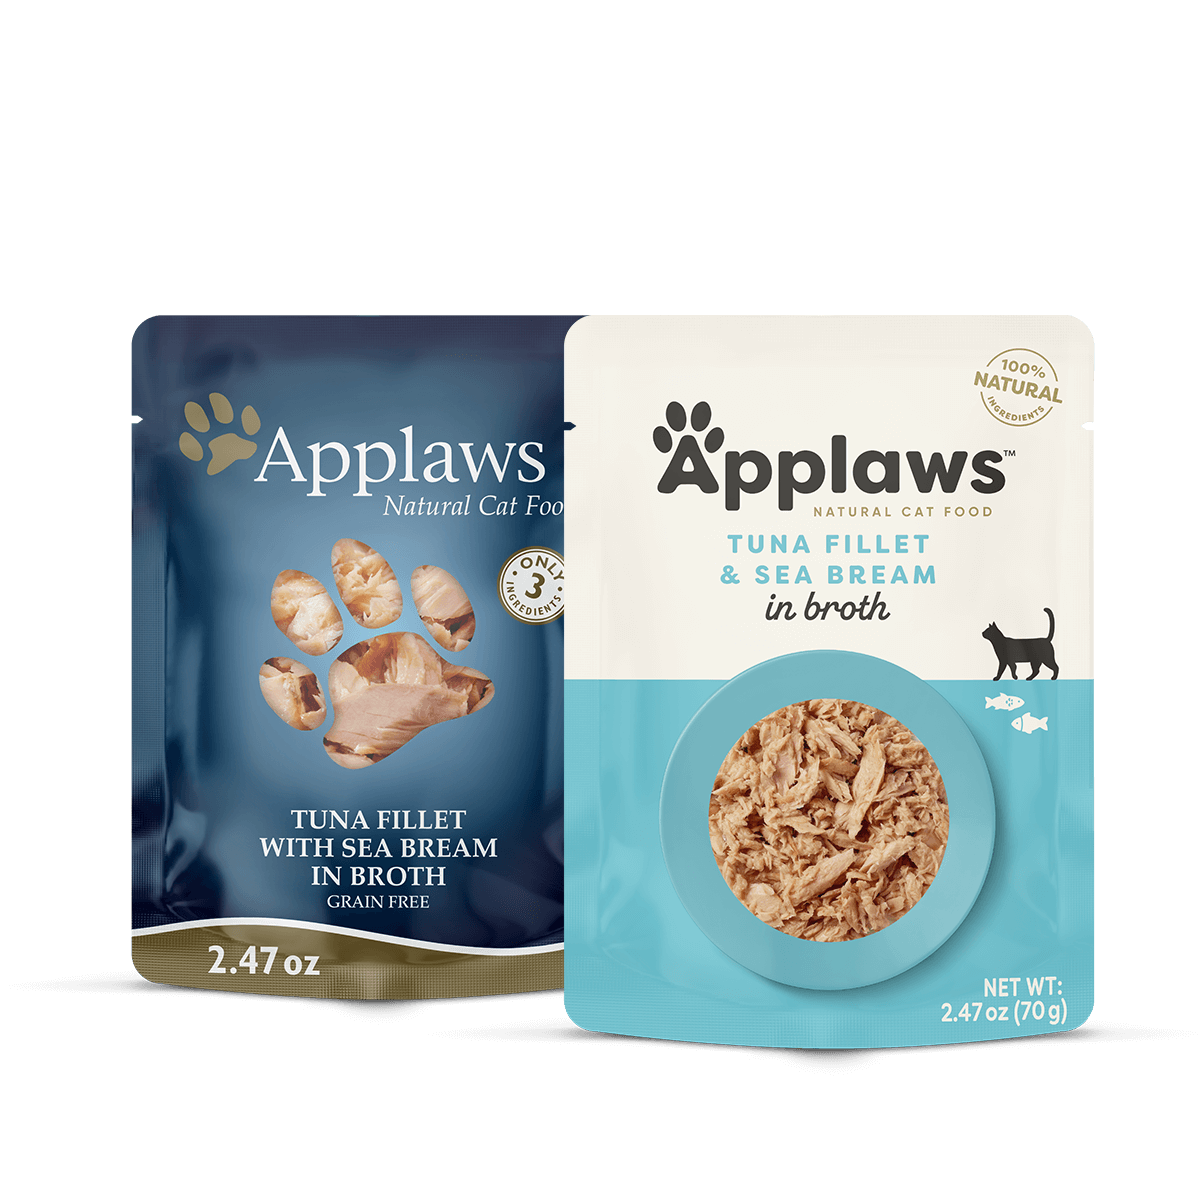 Applaws
Natural Cat Foo
ONLY
3
INGREDIENTS
TUNA FILLET
WITH SEA BREAM
IN BROTH
GRAIN FREE
2.47 oz
100%
NATURAL
INGREDIENTS
Applaws™
NATURAL CAT FOOD
TUNA FILLET
& SEA BREAM
in broth
NET WT:
2.47 oz (70 g)